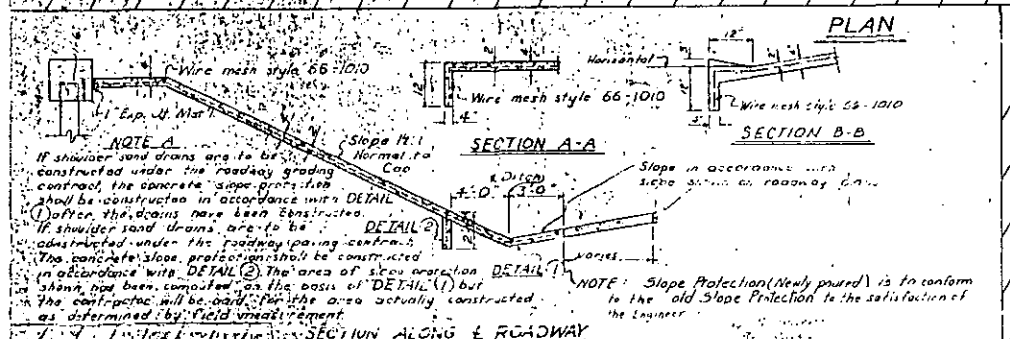 PLAN
12"
Horizontal
Wire mesh style 66-1010
Wire mesh style 66-1010
Wire mesh style 66-1010
12"
4"
1" Exp. Jt. Mat'l.
SECTION A-A
SECTION B-B
NOTE A
If shoulder sand drains are to be
constructed under the roadway grading
contract, the concrete slope protection
shall be constructed in accordance with DETAIL
① after the drains have been constructed.
If shoulder sand drains are to be
constructed under the roadway paving contract
The concrete slope protection shall be constructed
in accordance with DETAIL ②. The area of slope protection
shown has been computed on the basis of DETAIL ① but
the contractor will be paid for the area actually constructed
as determined by field measurement
Slope
Normal to
Cap
Ditch
4'-0"
3'-0"
Slope in accordance with
slope shown on roadway
DETAIL 2
DETAIL 1
Varies
NOTE: Slope Protection (Newly poured) is to conform
to the old Slope Protection to the satisfaction of
the Engineer
SECTION ALONG ℄ ROADWAY